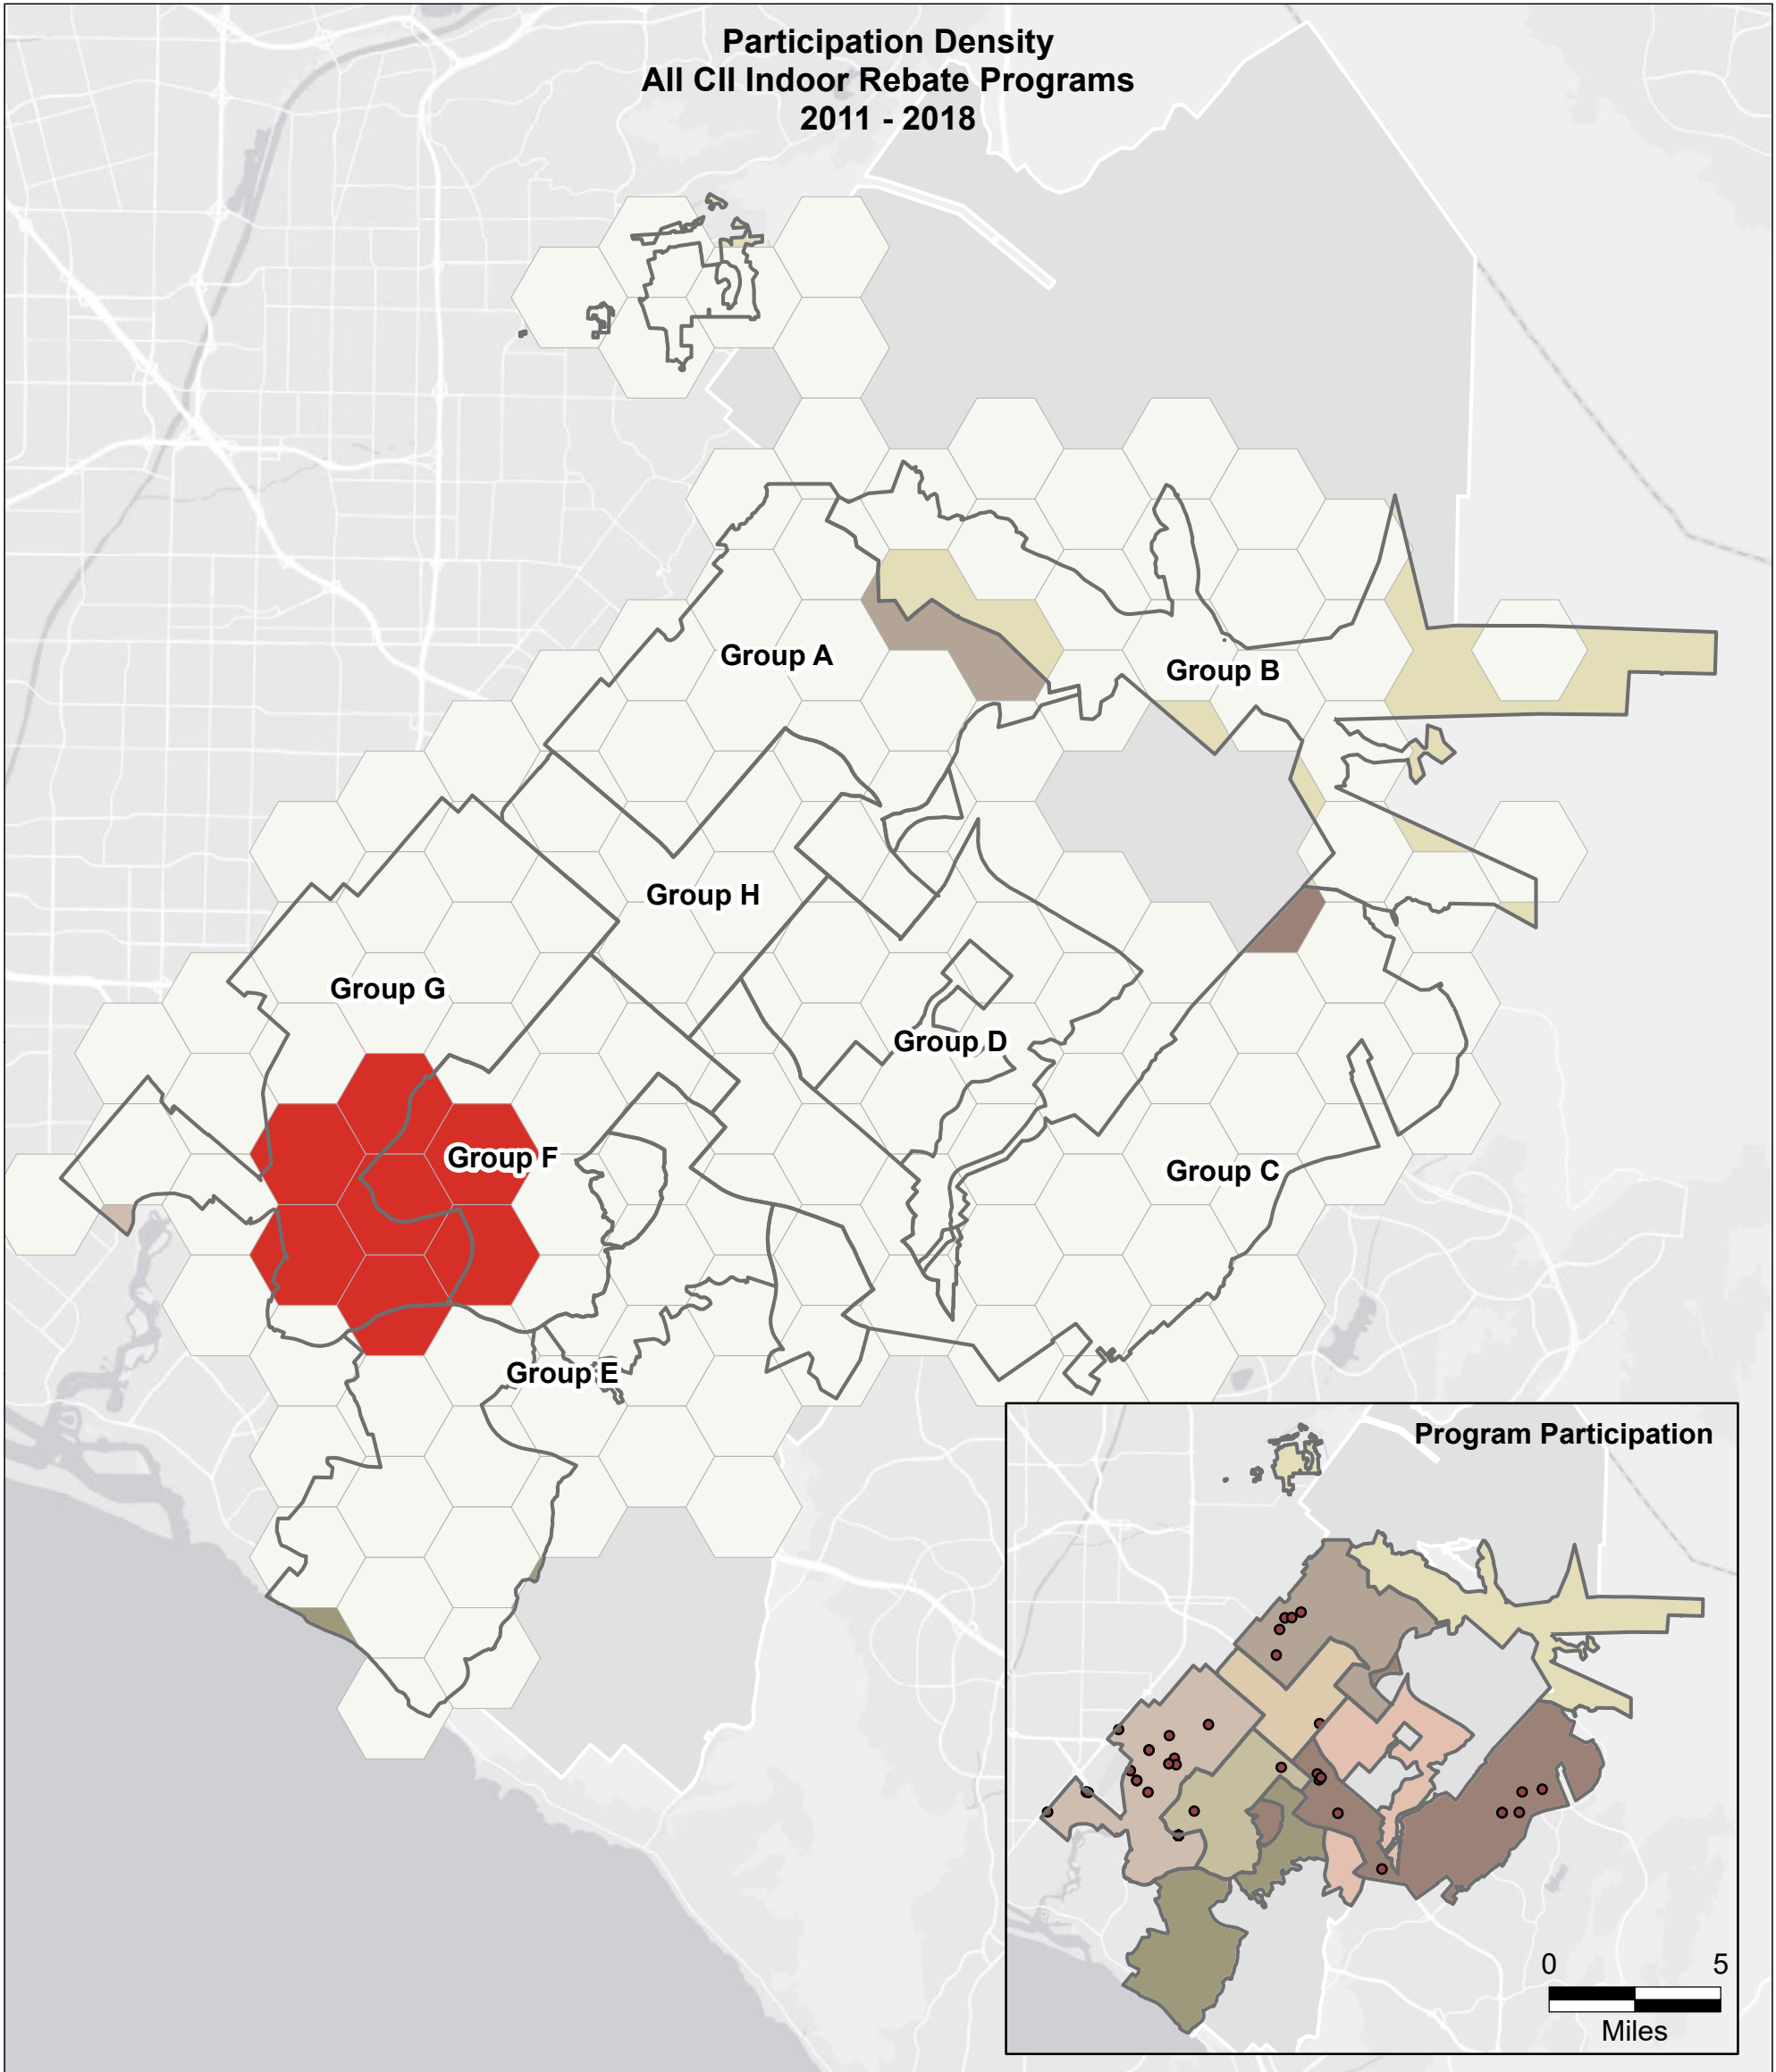 Participation Density
All CII Indoor Rebate Programs
2011 - 2018
Group A
Group B
Group H
Group G
Group D
Group F
Group C
Group E
Program Participation
0 5
Miles